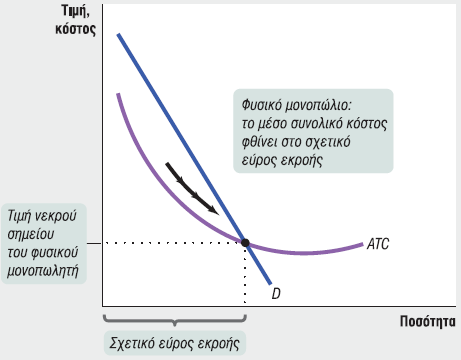 Τιμή,
κόστος
Φυσικό μονοπώλιο:
το μέσο συνολικό κόστος
φθίνει στο σχετικό
εύρος εκροής
Τιμή νεκρού
σημείου
του φυσικού
μονοπωλητή
ATC
D
Ποσότητα
Σχετικό εύρος εκροής